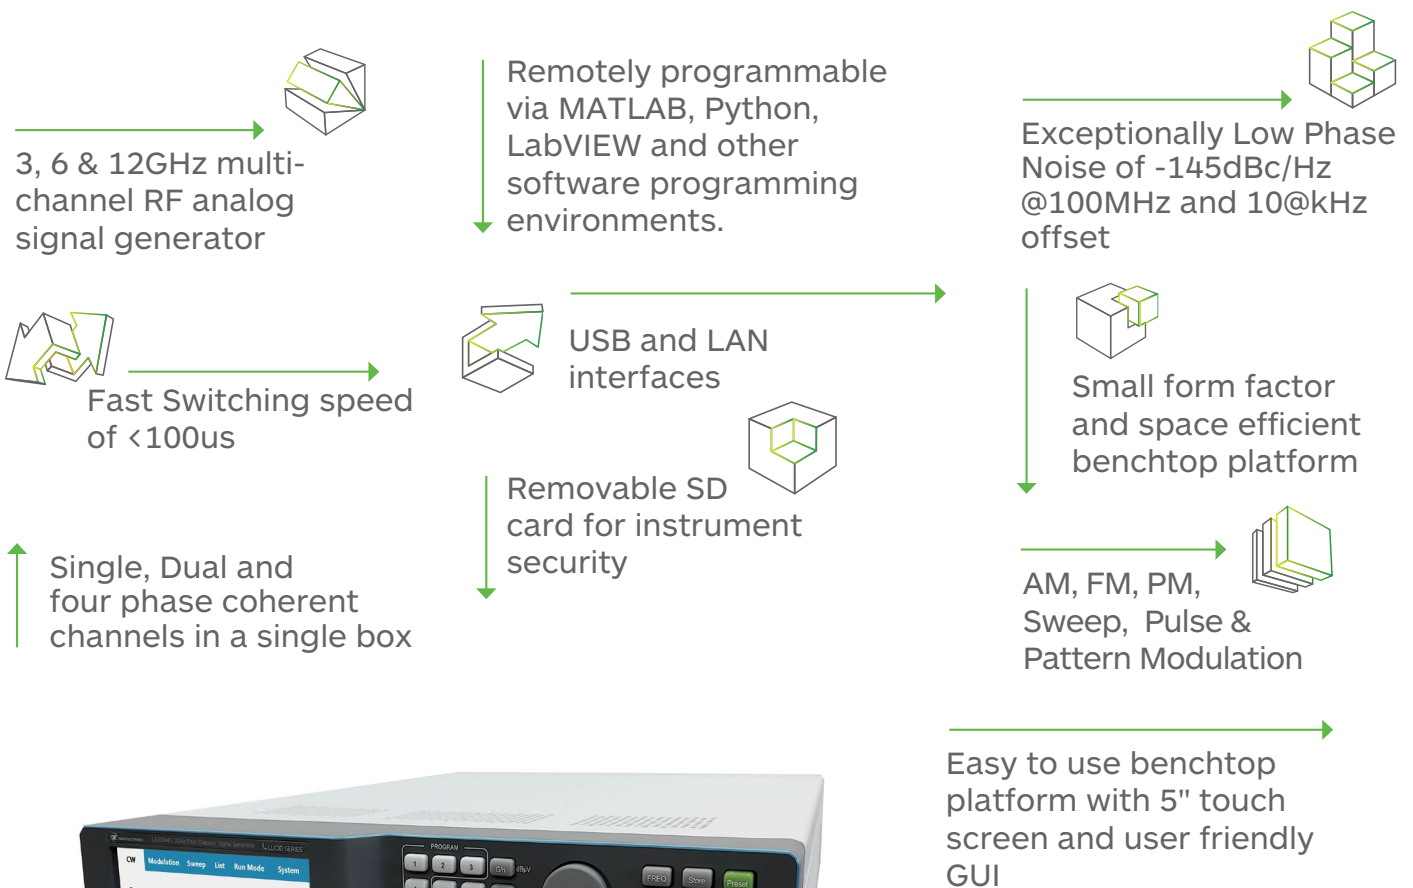 3, 6 & 12GHz multi-
channel RF analog
signal generator
Remotely programmable
via MATLAB, Python,
LabVIEW and other
software programming
environments.
Exceptionally Low Phase
Noise of -145dBc/Hz
@100MHz and 10@kHz
offset
Fast Switching speed
of <100us
USB and LAN
interfaces
Small form factor
and space efficient
benchtop platform
Removable SD
card for instrument
security
Single, Dual and
four phase coherent
channels in a single box
AM, FM, PM,
Sweep, Pulse &
Pattern Modulation
Easy to use benchtop
platform with 5" touch
screen and user friendly
GUI
LUCID SERIES
CW Modulation Sweep List Run Mode System
PROGRAM
1 2 3 G/n dBµV
FREQ Store Preset